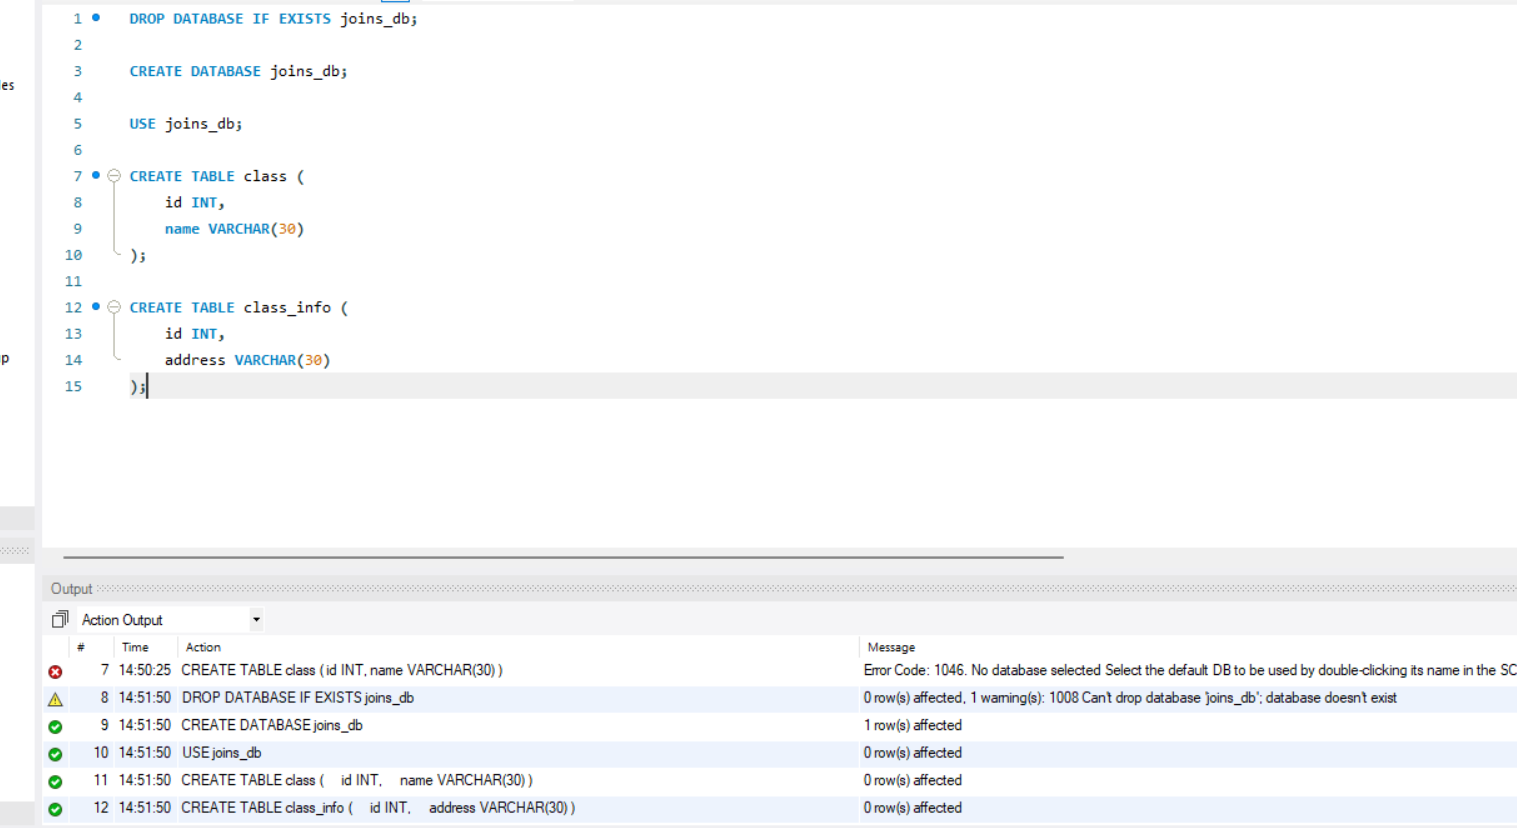 1 DROP DATABASE IF EXISTS joins_db;
2
3 CREATE DATABASE joins_db;
4
les
5 USE joins_db;
6
7 CREATE TABLE class (
8 id INT,
9 name VARCHAR(30)
10 );
11
12 CREATE TABLE class_info (
13 id INT,
14 address VARCHAR(30)
15 );
Output
Action Output
# Time Action Message
7 14:50:25 CREATE TABLE class ( id INT, name VARCHAR(30) ) Error Code: 1046. No database selected Select the default DB to be used by double-clicking its name in the SC
8 14:51:50 DROP DATABASE IF EXISTS joins_db 0 row(s) affected, 1 warning(s): 1008 Can't drop database 'joins_db'; database doesn't exist
9 14:51:50 CREATE DATABASE joins_db 1 row(s) affected
10 14:51:50 USE joins_db 0 row(s) affected
11 14:51:50 CREATE TABLE class ( id INT, name VARCHAR(30) ) 0 row(s) affected
12 14:51:50 CREATE TABLE class_info ( id INT, address VARCHAR(30) ) 0 row(s) affected